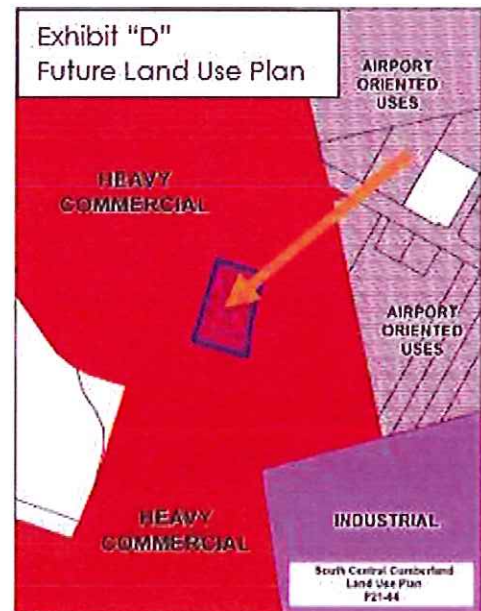 Exhibit "D"
Future Land Use Plan
AIRPORT
ORIENTED
USES
HEAVY
COMMERCIAL
AIRPORT
ORIENTED
USES
HEAVY
COMMERCIAL
INDUSTRIAL
South Central Cumberland
Land Use Plan
P21-44